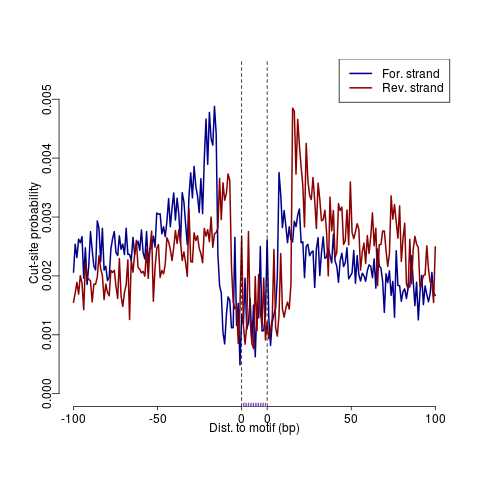 For. strand
Rev. strand
Cut-site probability
0.005
0.004
0.003
0.002
0.001
0.000
-100 -50 0 0 50 100
Dist. to motif (bp)